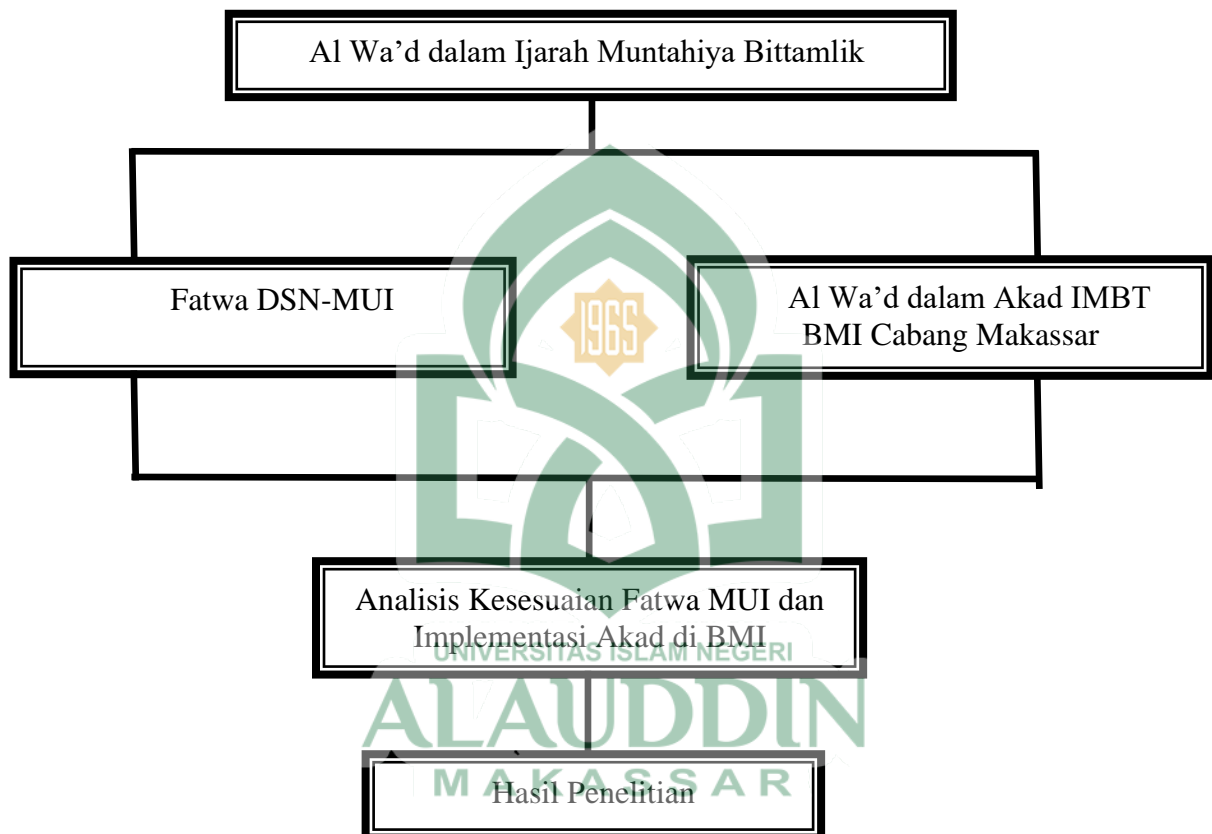 Al Wa’d dalam Ijarah Muntahiya Bittamlik
Fatwa DSN-MUI
Al Wa’d dalam Akad IMBT
BMI Cabang Makassar
1965
Analisis Kesesuaian Fatwa MUI dan
Implementasi Akad di BMI
UNIVERSITAS ISLAM NEGERI
ALAUDDIN
MAKASSAR
Hasil Penelitian